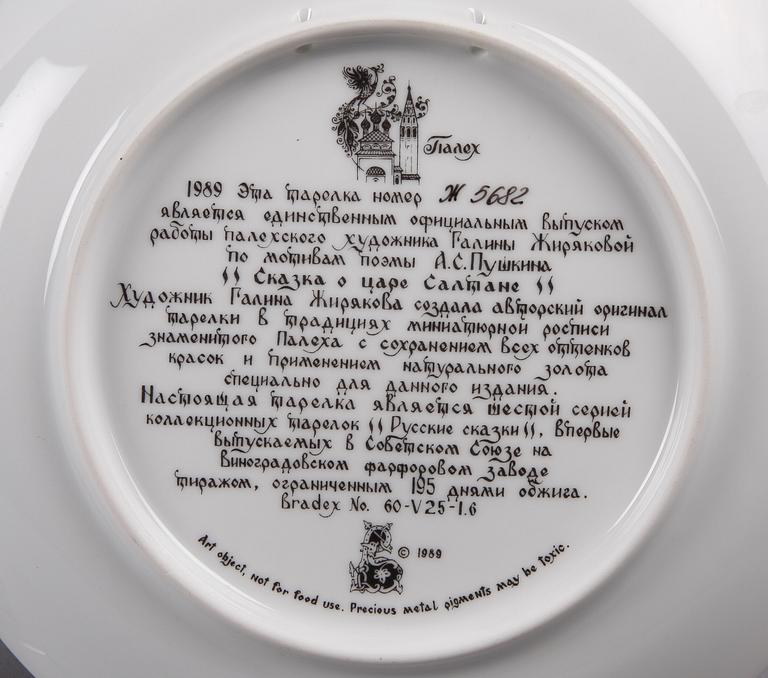 Палех
1989 Эта тарелка номер Ж 5682
является единственным официальным выпуском
работы палехского художника Галины Жиряковой
по мотивам поэмы А.С.Пушкина
"Сказка о царе Салтане"
Художник Галина Жирякова создала авторский оригинал
тарелки в традициях миниатюрной росписи
знаменитого Палеха с сохранением всех оттенков
красок и применением натурального золота
специально для данного издания.
Настоящая тарелка является шестой серией
коллекционных тарелок "Русские сказки", впервые
выпускаемых в Советском Союзе на
Виноградовском фарфоровом заводе
тиражом, ограниченным 195 днями обжига.
Bradex No. 60-V25-1.6
© 1989
Art object, Not for food use. Precious metal pigments may be toxic.